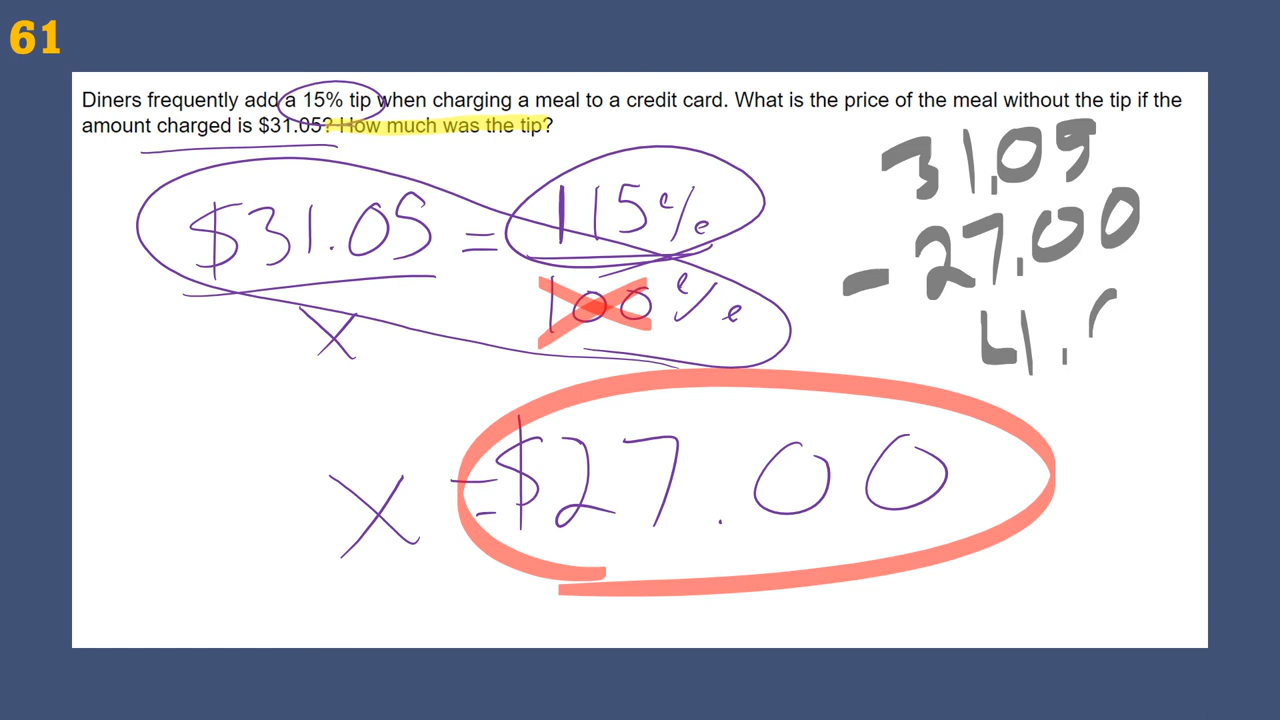 61
Diners frequently add a 15% tip when charging a meal to a credit card. What is the price of the meal without the tip if the
amount charged is $31.05? How much was the tip?
$31.05 = 115%
x 100%
31.05
- 27.00
4.0
x = $27.00